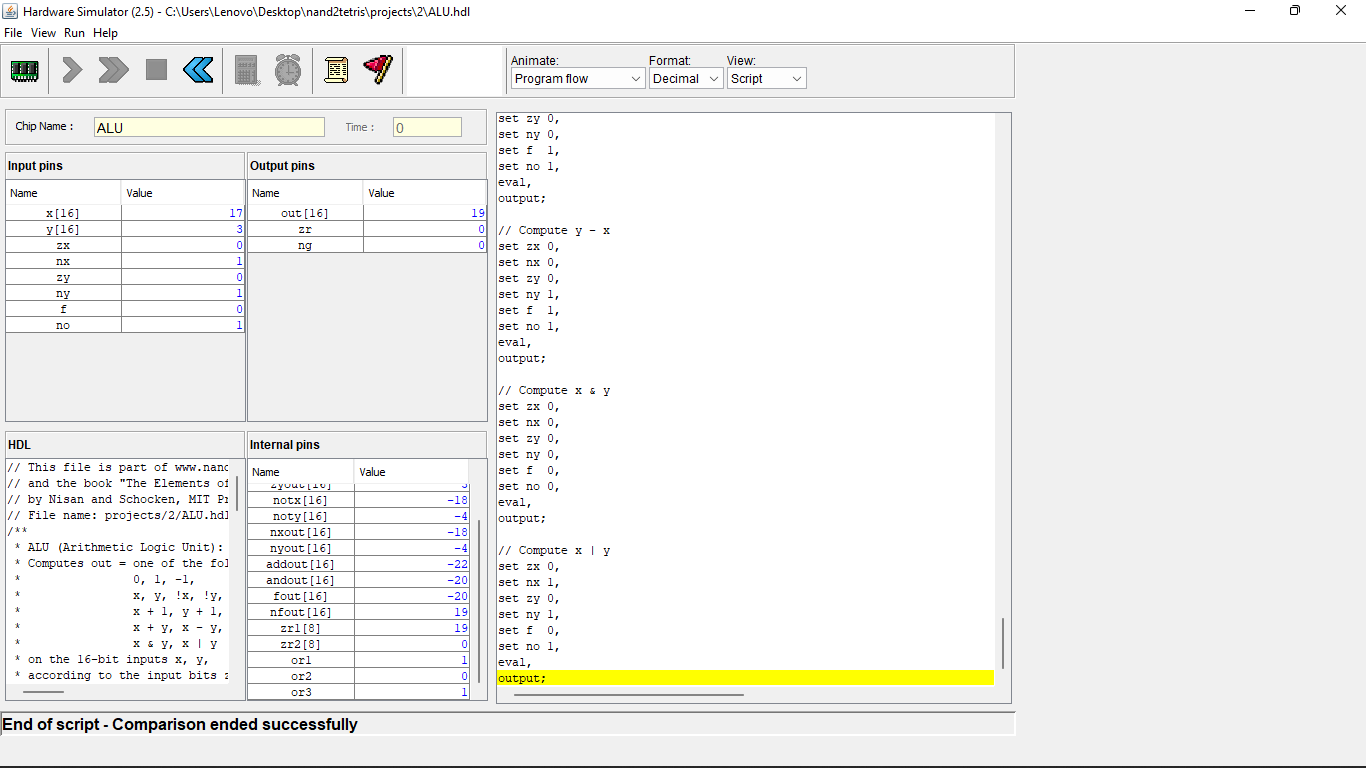 Hardware Simulator (2.5) - C:\Users\Lenovo\Desktop\nand2tetris\projects\2\ALU.hdl
File View Run Help
Animate: Format: View:
Program flow Decimal Script
Chip Name : ALU Time : 0
Input pins
Name Value
x[16] 17
y[16] 3
zx 0
nx 1
zy 0
ny 1
f 0
no 1
Output pins
Name Value
out[16] 19
zr 0
ng 0
HDL
// This file is part of www.nand
// and the book "The Elements of
// by Nisan and Schocken, MIT Pr
// File name: projects/2/ALU.hdl
/**
* ALU (Arithmetic Logic Unit):
* Computes out = one of the fol
* 0, 1, -1,
* x, y, !x, !y,
* x + 1, y + 1,
* x + y, x - y,
* x & y, x | y
* on the 16-bit inputs x, y,
* according to the input bits z
Internal pins
Name Value
zyout[16] 3
notx[16] -18
noty[16] -4
nxout[16] -18
nyout[16] -4
addout[16] -22
andout[16] -20
fout[16] -20
nfout[16] 19
zr1[8] 19
zr2[8] 0
or1 1
or2 0
or3 1
set zy 0,
set ny 0,
set f 1,
set no 1,
eval,
output;
// Compute y - x
set zx 0,
set nx 0,
set zy 0,
set ny 1,
set f 1,
set no 1,
eval,
output;
// Compute x & y
set zx 0,
set nx 0,
set zy 0,
set ny 0,
set f 0,
set no 0,
eval,
output;
// Compute x | y
set zx 0,
set nx 1,
set zy 0,
set ny 1,
set f 0,
set no 1,
eval,
output;
End of script - Comparison ended successfully